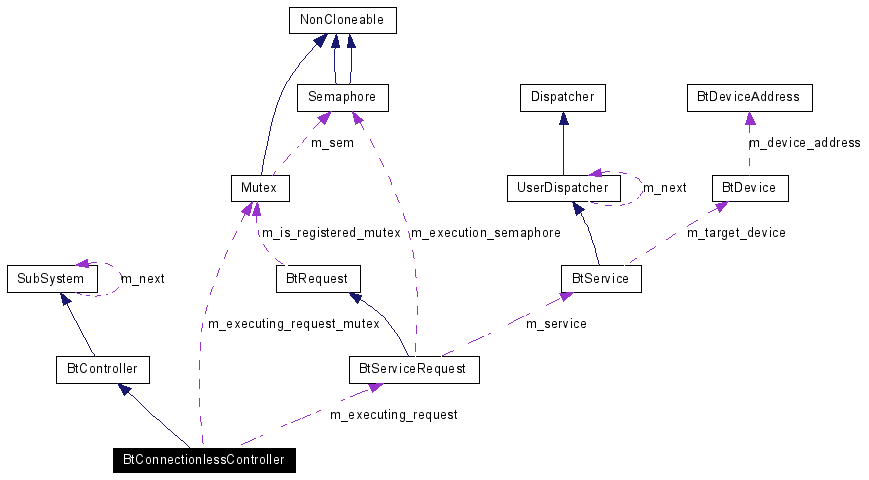 NonCloneable
Semaphore
Dispatcher
BtDeviceAddress
m_sem
m_device_address
Mutex
UserDispatcher
m_next
BtDevice
m_is_registered_mutex
m_execution_semaphore
m_target_device
SubSystem
m_next
BtRequest
BtService
m_executing_request_mutex
m_service
BtController
BtServiceRequest
m_executing_request
BtConnectionlessController